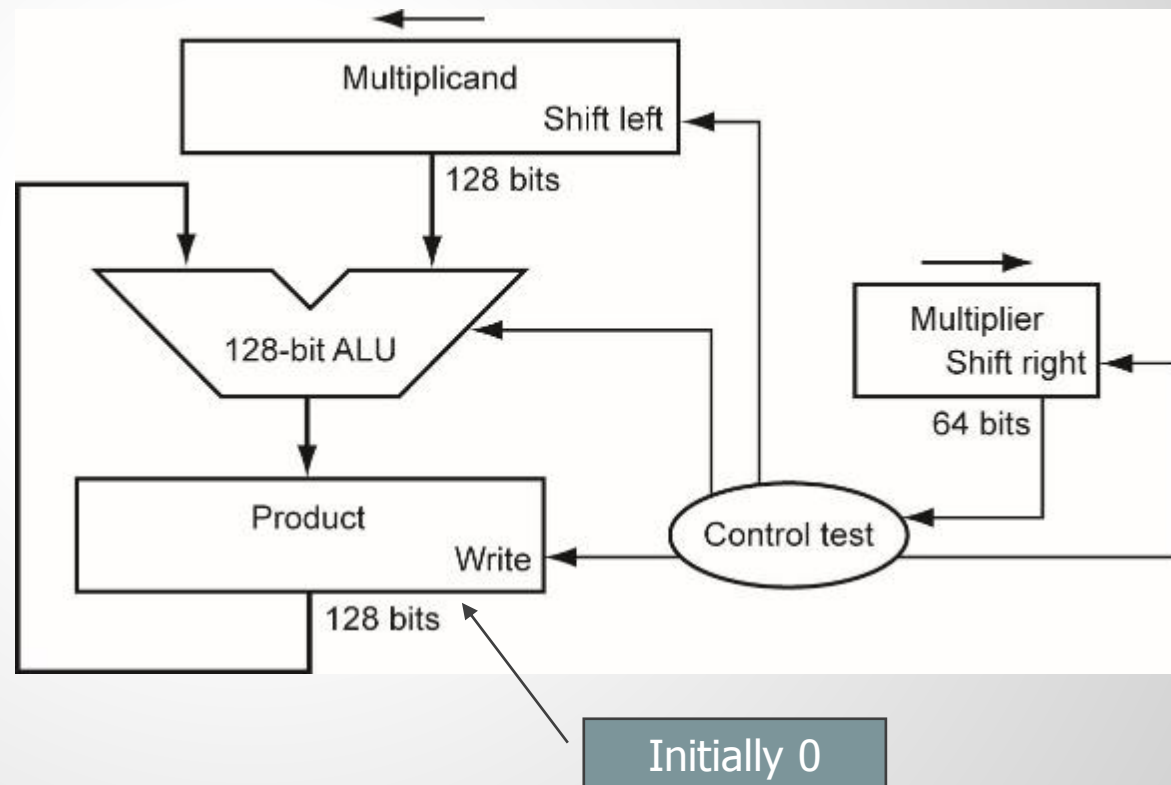 Multiplicand
Shift left
128 bits
128-bit ALU
Multiplier
Shift right
64 bits
Product
Write
Control test
128 bits
Initially 0